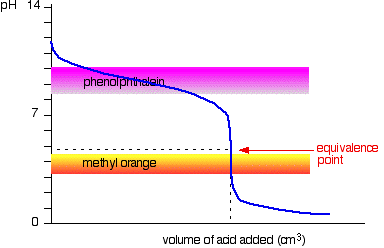 pH
14
phenolphthalein
7
equivalence
point
methyl orange
0
volume of acid added (cm³)